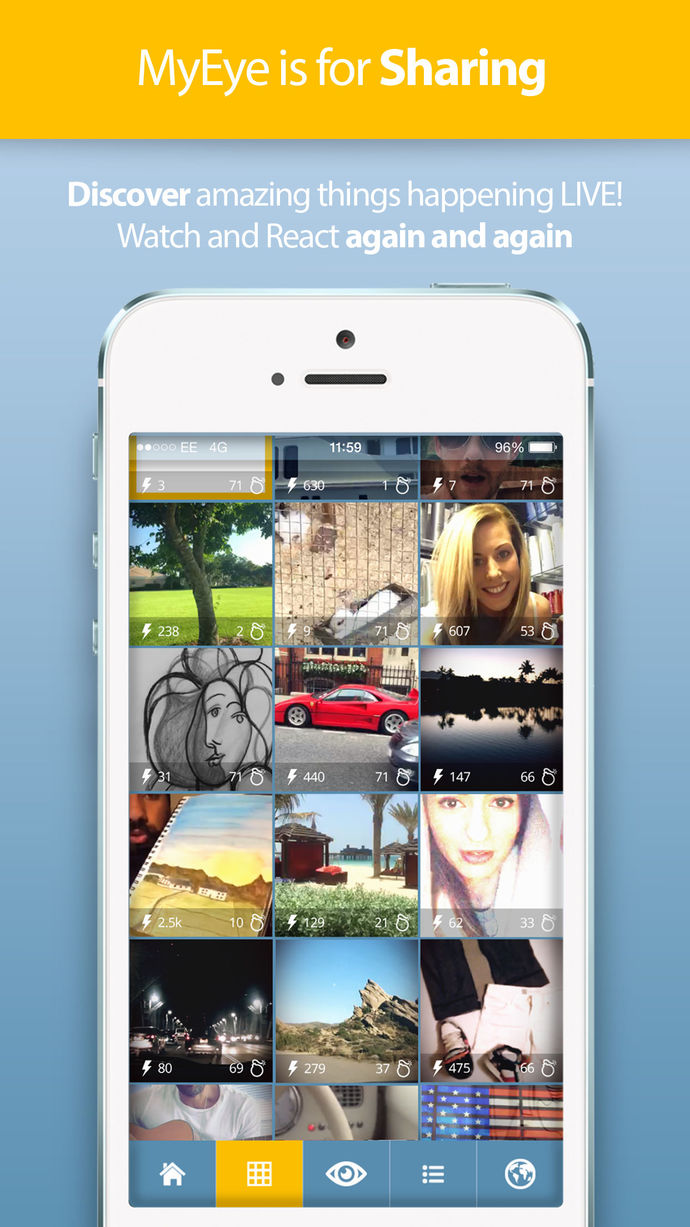 MyEye is for Sharing
Discover amazing things happening LIVE!
Watch and React again and again
EE 4G 11:59 96%
3 71 630 1 7 71
238 2 9 71 607 53
31 71 440 71 147 66
2.5k 10 129 21 62 33
80 69 279 37 475 66